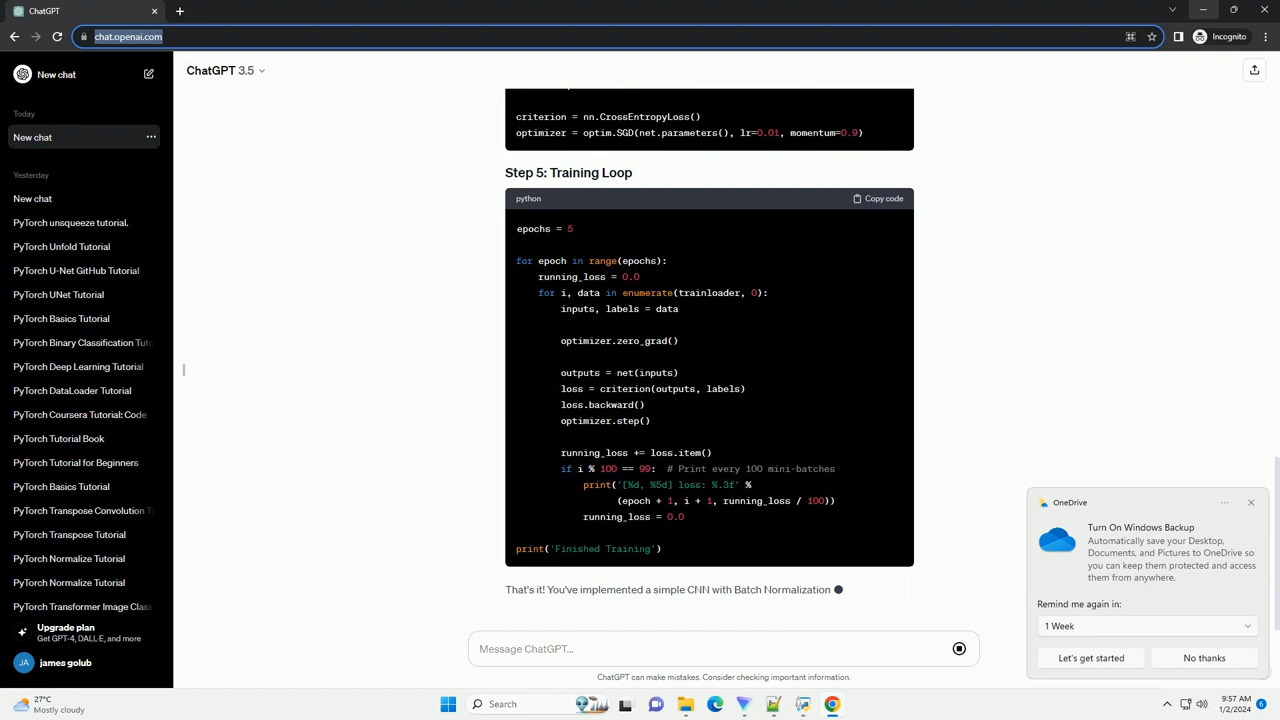 ChatGPT
chat.openai.com
Incognito
New chat
Today
New chat
Yesterday
New chat
PyTorch unsqueeze tutorial.
PyTorch Unfold Tutorial
PyTorch U-Net GitHub Tutorial
PyTorch UNet Tutorial
PyTorch Basics Tutorial
PyTorch Binary Classification Tuto
PyTorch Deep Learning Tutorial
PyTorch DataLoader Tutorial
PyTorch Coursera Tutorial: Code
PyTorch Tutorial Book
PyTorch Tutorial for Beginners
PyTorch Basics Tutorial
PyTorch Transpose Convolution T
PyTorch Transpose Tutorial
PyTorch Normalize Tutorial
PyTorch Normalize Tutorial
PyTorch Transformer Image Class
Upgrade plan
Get GPT-4, DALL·E, and more
JA james golub
ChatGPT 3.5
criterion = nn.CrossEntropyLoss()
optimizer = optim.SGD(net.parameters(), lr=0.01, momentum=0.9)
Step 5: Training Loop
python Copy code
epochs = 5
for epoch in range(epochs):
running_loss = 0.0
for i, data in enumerate(trainloader, 0):
inputs, labels = data
optimizer.zero_grad()
outputs = net(inputs)
loss = criterion(outputs, labels)
loss.backward()
optimizer.step()
running_loss += loss.item()
if i % 100 == 99: # Print every 100 mini-batches
print('[%d, %5d] loss: %.3f' %
(epoch + 1, i + 1, running_loss / 100))
running_loss = 0.0
print('Finished Training')
That's it! You've implemented a simple CNN with Batch Normalization
Message ChatGPT...
ChatGPT can make mistakes. Consider checking important information.
OneDrive
Turn On Windows Backup
Automatically save your Desktop,
Documents, and Pictures to OneDrive so
you can keep them protected and access
them from anywhere.
Remind me again in:
1 Week
Let's get started
No thanks
27°C
Mostly cloudy
Search
9:57 AM
1/2/2024
6